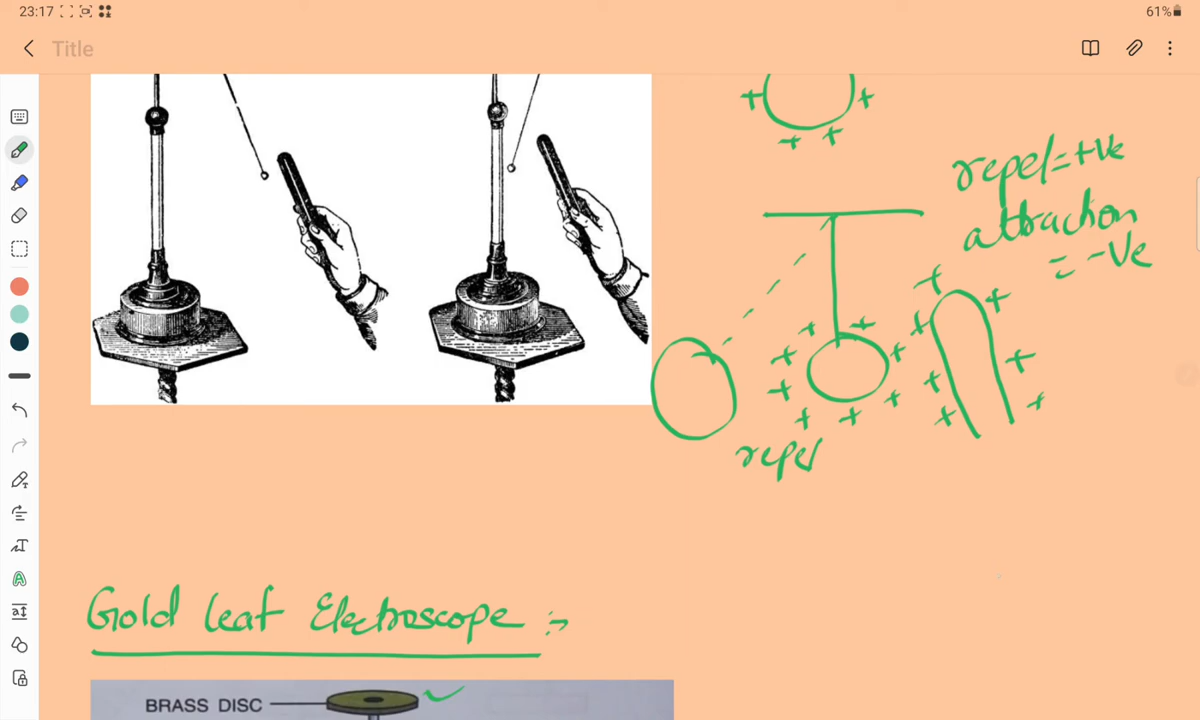 23:17
61%
Title
repel=+ve
attraction
= -ve
repel
Gold leaf Electroscope :-
BRASS DISC